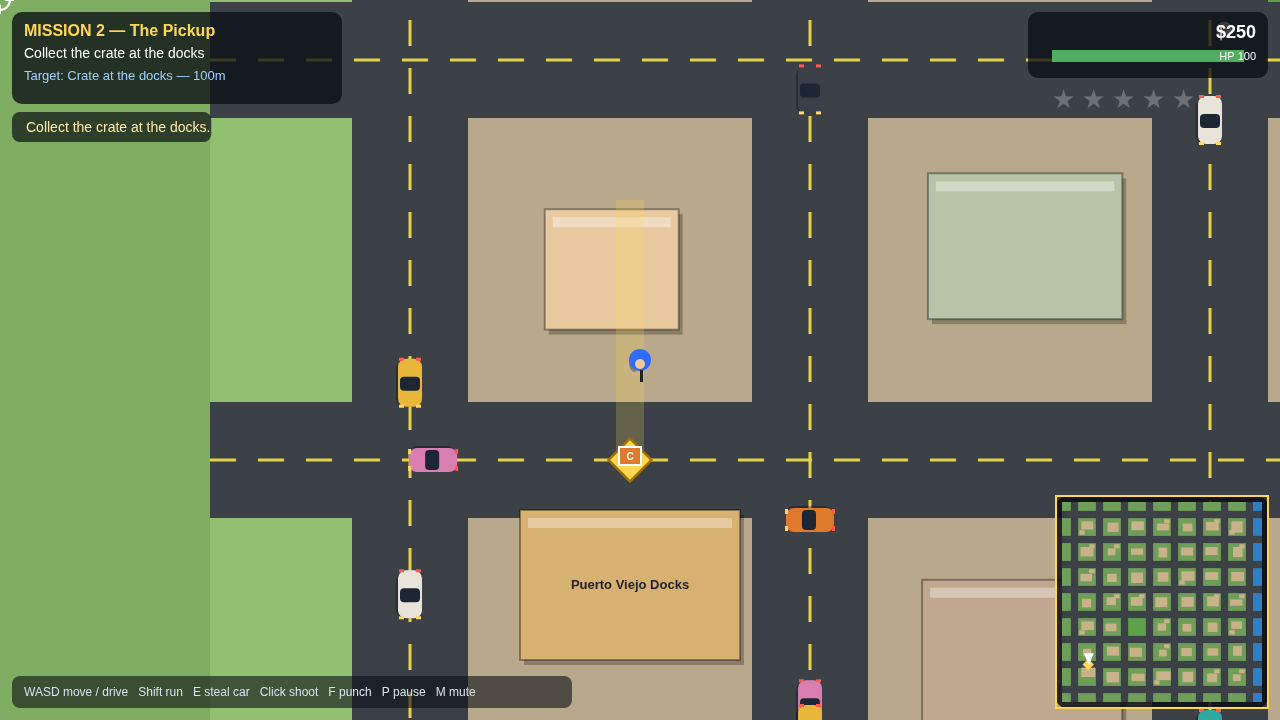 MISSION 2 — The Pickup
Collect the crate at the docks
Target: Crate at the docks — 100m
Collect the crate at the docks.
$250
HP 100
C
Puerto Viejo Docks
WASD move / drive Shift run E steal car Click shoot F punch P pause M mute